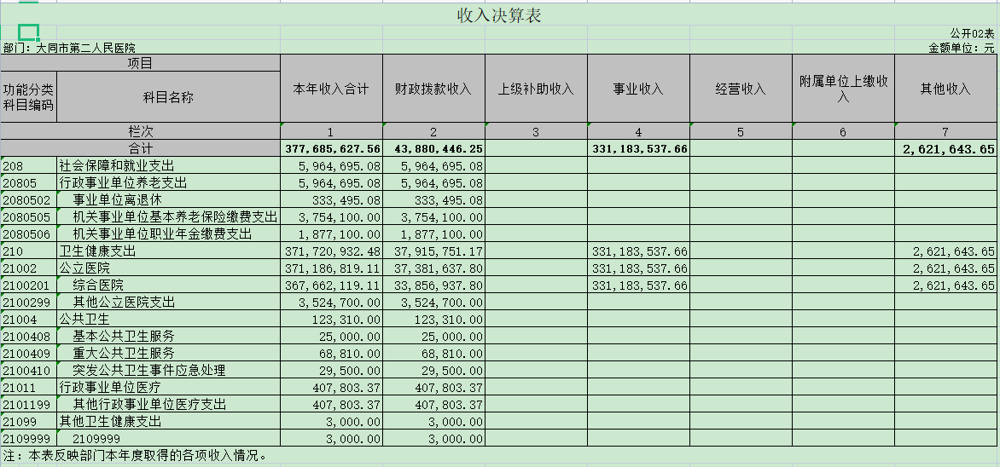 收入决算表
公开02表
部门：大同市第二人民医院 金额单位：元
项目 本年收入合计 财政拨款收入 上级补助收入 事业收入 经营收入 附属单位上缴收入 其他收入
功能分类科目编码 科目名称
栏次 1 2 3 4 5 6 7
合计 377,685,627.56 43,880,446.25 331,183,537.66 2,621,643.65
208 社会保障和就业支出 5,964,695.08 5,964,695.08
20805 行政事业单位养老支出 5,964,695.08 5,964,695.08
2080502 事业单位离退休 333,495.08 333,495.08
2080505 机关事业单位基本养老保险缴费支出 3,754,100.00 3,754,100.00
2080506 机关事业单位职业年金缴费支出 1,877,100.00 1,877,100.00
210 卫生健康支出 371,720,932.48 37,915,751.17 331,183,537.66 2,621,643.65
21002 公立医院 371,186,819.11 37,381,637.80 331,183,537.66 2,621,643.65
2100201 综合医院 367,662,119.11 33,856,937.80 331,183,537.66 2,621,643.65
2100299 其他公立医院支出 3,524,700.00 3,524,700.00
21004 公共卫生 123,310.00 123,310.00
2100408 基本公共卫生服务 25,000.00 25,000.00
2100409 重大公共卫生服务 68,810.00 68,810.00
2100410 突发公共卫生事件应急处理 29,500.00 29,500.00
21011 行政事业单位医疗 407,803.37 407,803.37
2101199 其他行政事业单位医疗支出 407,803.37 407,803.37
21099 其他卫生健康支出 3,000.00 3,000.00
2109999 2109999 3,000.00 3,000.00
注：本表反映部门本年度取得的各项收入情况。